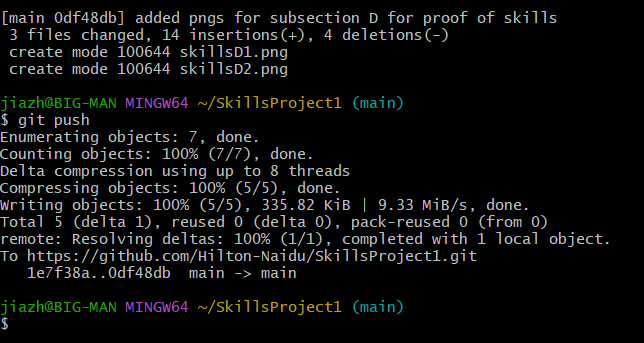 [main 0df48db] added pngs for subsection D for proof of skills
 3 files changed, 14 insertions(+), 4 deletions(-)
 create mode 100644 skillsD1.png
 create mode 100644 skillsD2.png
jiazh@BIG-MAN MINGW64 ~/SkillsProject1 (main)
$ git push
Enumerating objects: 7, done.
Counting objects: 100% (7/7), done.
Delta compression using up to 8 threads
Compressing objects: 100% (5/5), done.
Writing objects: 100% (5/5), 335.82 KiB | 9.33 MiB/s, done.
Total 5 (delta 1), reused 0 (delta 0), pack-reused 0 (from 0)
remote: Resolving deltas: 100% (1/1), completed with 1 local object.
To https://github.com/Hilton-Naidu/SkillsProject1.git
   1e7f38a..0df48db  main -> main
jiazh@BIG-MAN MINGW64 ~/SkillsProject1 (main)
$